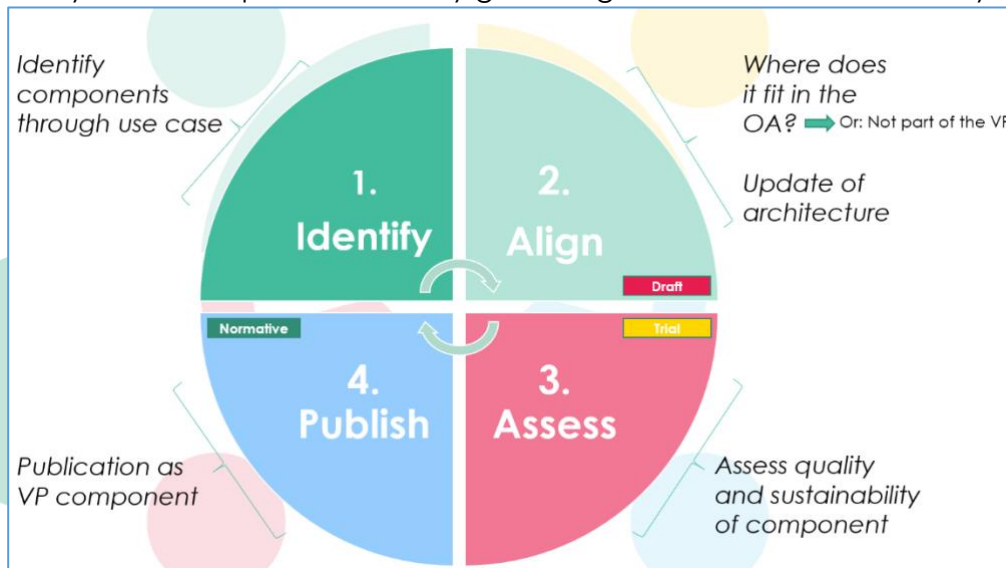 Identify
components
through use case
1.
Identify
2.
Align
Draft
Where does
it fit in the
OA? Or: Not part of the VP
Update of
architecture
Normative
4.
Publish
Trial
3.
Assess
Publication as
VP component
Assess quality
and sustainability
of component